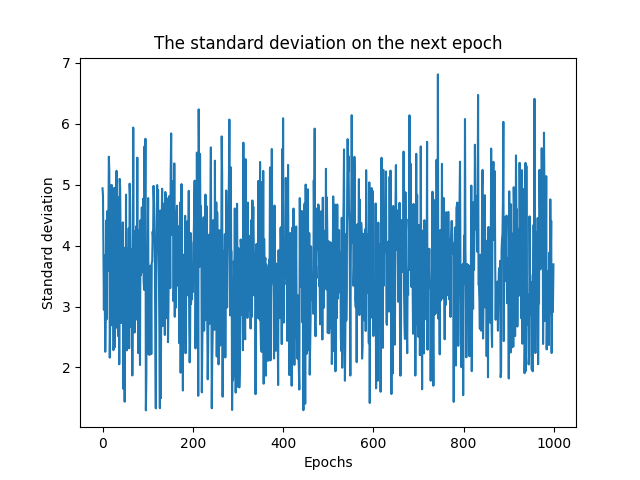 The standard deviation on the next epoch
7
6
5
4
3
2
Standard deviation
0 200 400 600 800 1000
Epochs